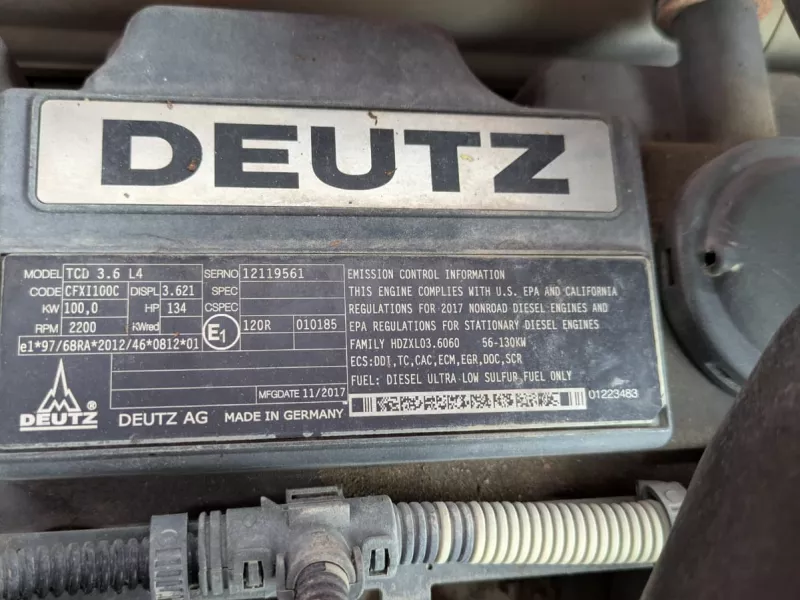 DEUTZ
MODEL TCD 3.6 L4 SERNO 12119561
CODE CFXI100C DISPL 3.621 SPEC
KW 100,0 HP 134 CSPEC
RPM 2200 KWred E1 120R 010185
e1*97/68RA*2012/46*0812*01
MFGDATE 11/2017
DEUTZ ® DEUTZ AG MADE IN GERMANY
EMISSION CONTROL INFORMATION
THIS ENGINE COMPLIES WITH U.S. EPA AND CALIFORNIA
REGULATIONS FOR 2017 NONROAD DIESEL ENGINES AND
EPA REGULATIONS FOR STATIONARY DIESEL ENGINES
FAMILY HDZXL03.6060 56-130KW
ECS:DDI,TC,CAC,ECM,EGR,DOC,SCR
FUEL: DIESEL ULTRA LOW SULFUR FUEL ONLY
01223483